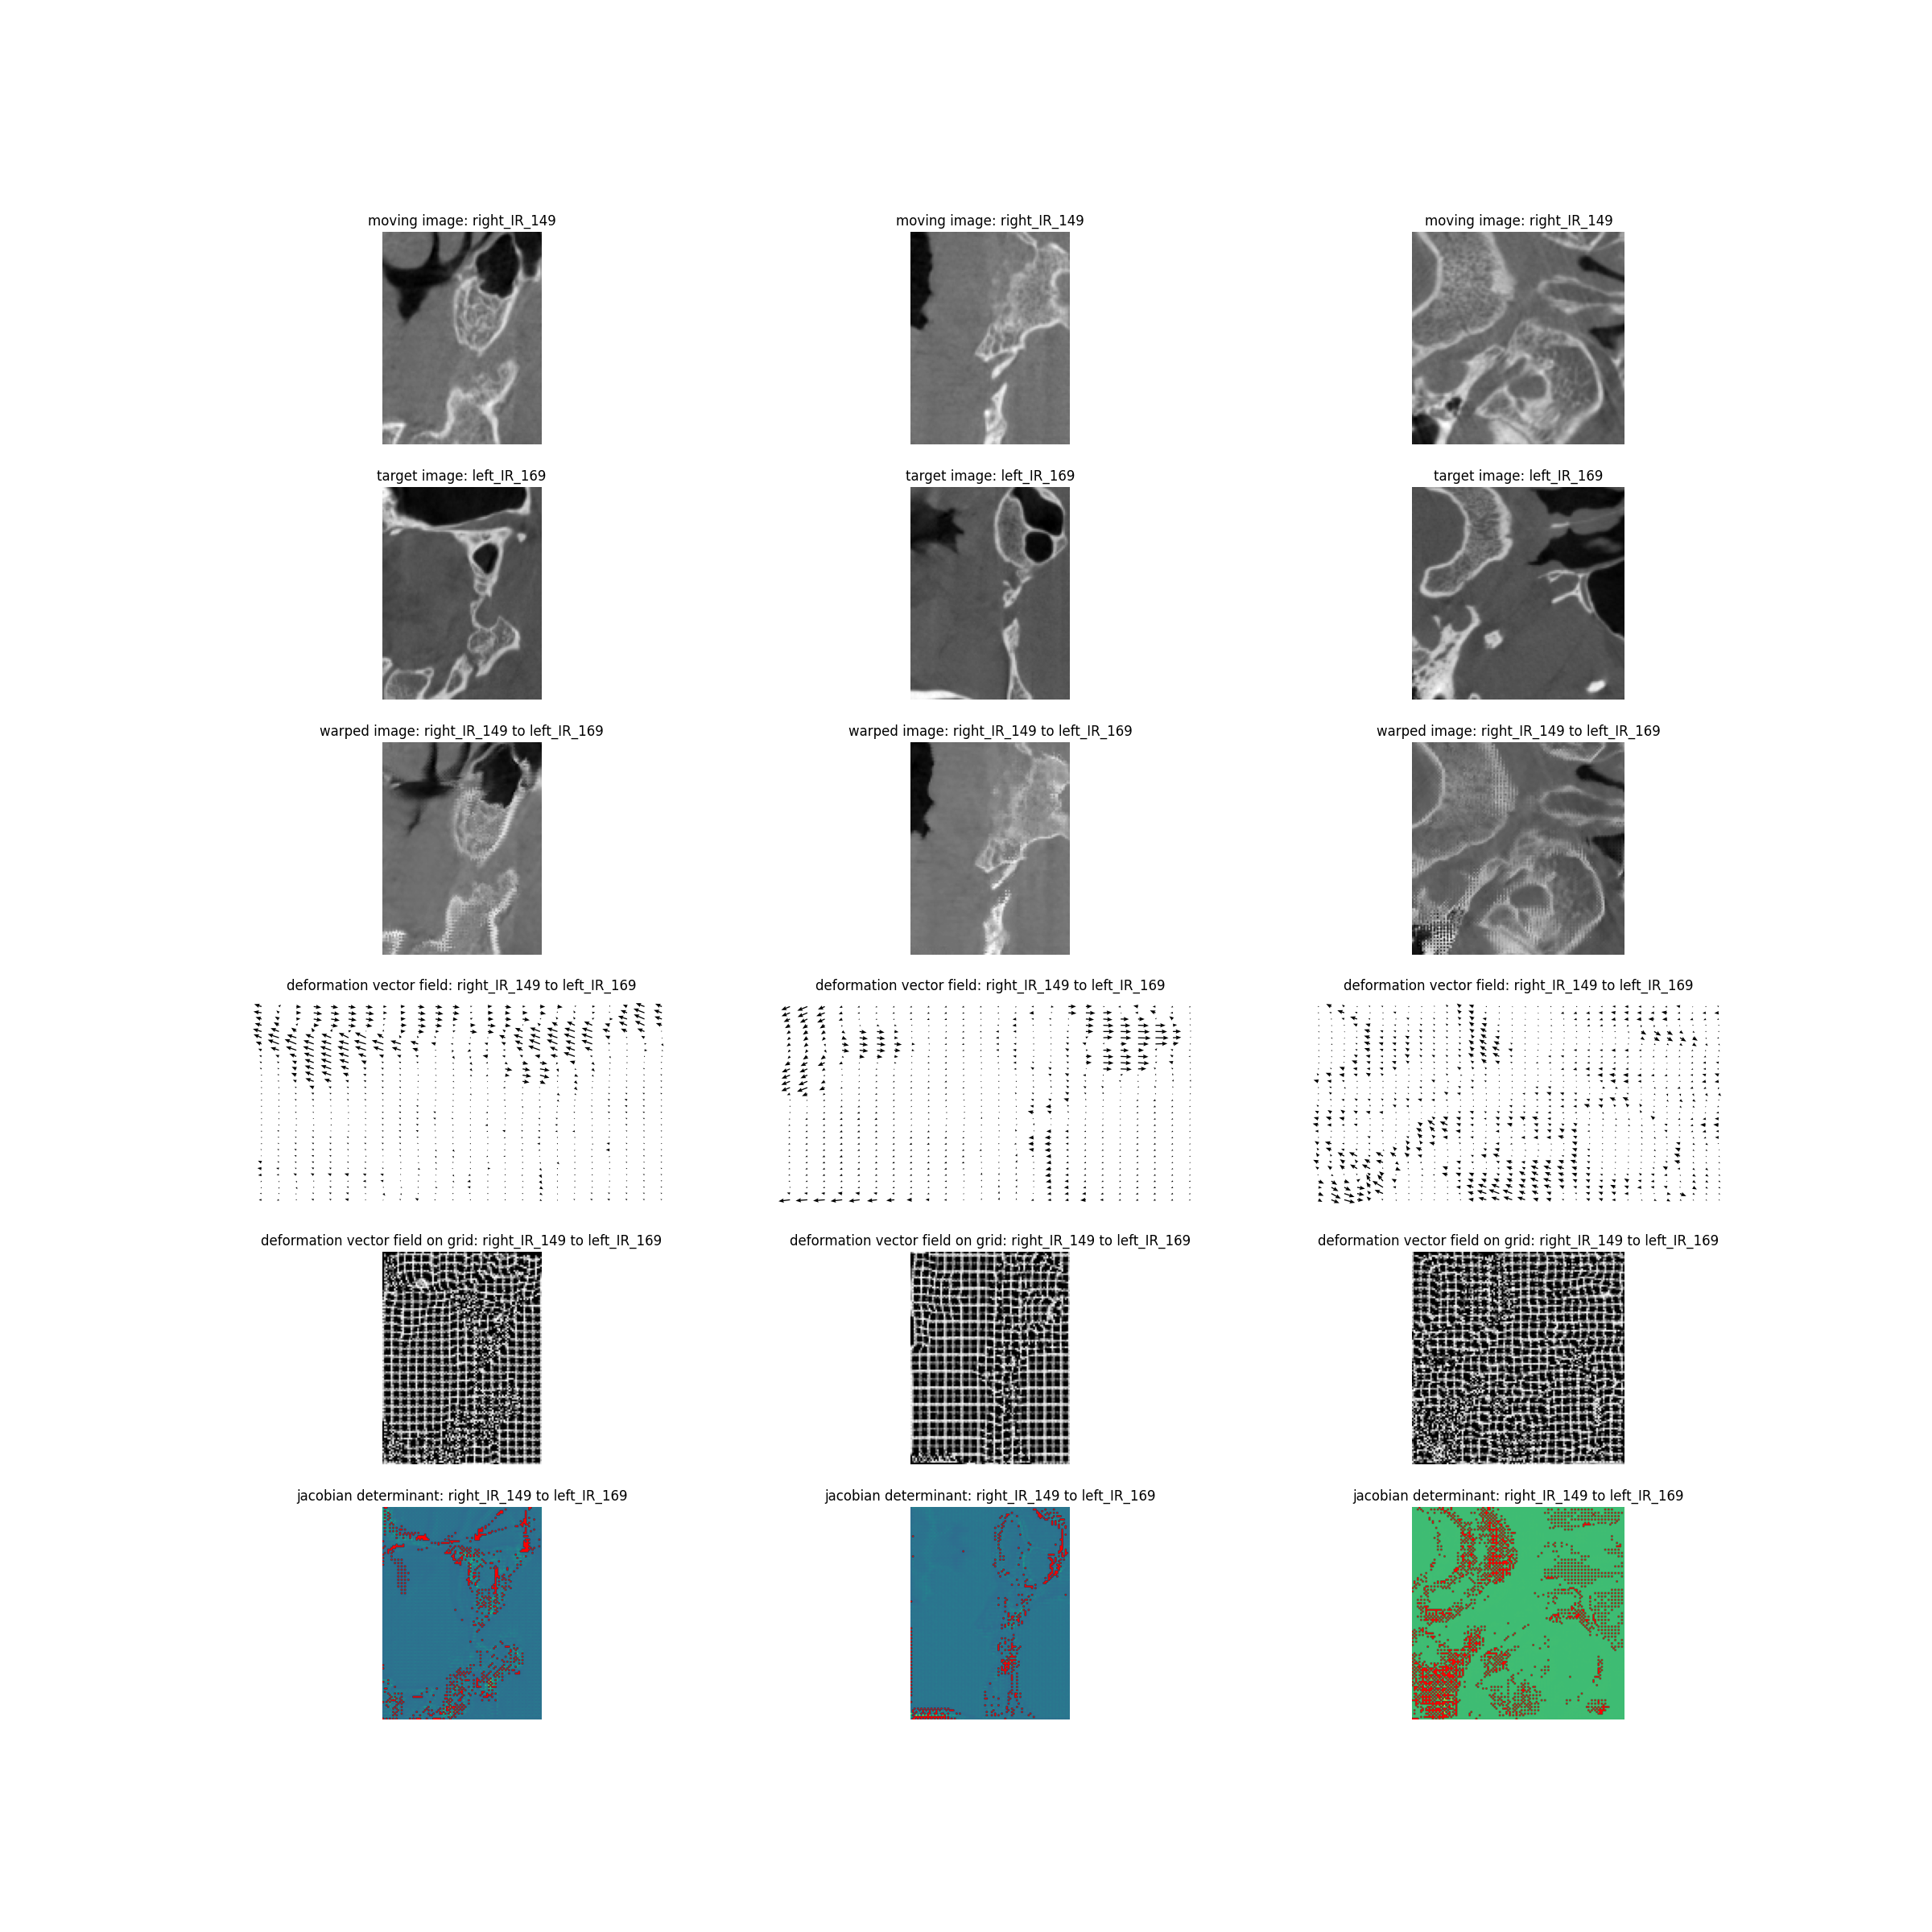 moving image: right_IR_149
moving image: right_IR_149
moving image: right_IR_149
target image: left_IR_169
target image: left_IR_169
target image: left_IR_169
warped image: right_IR_149 to left_IR_169
warped image: right_IR_149 to left_IR_169
warped image: right_IR_149 to left_IR_169
deformation vector field: right_IR_149 to left_IR_169
deformation vector field: right_IR_149 to left_IR_169
deformation vector field: right_IR_149 to left_IR_169
deformation vector field on grid: right_IR_149 to left_IR_169
deformation vector field on grid: right_IR_149 to left_IR_169
deformation vector field on grid: right_IR_149 to left_IR_169
jacobian determinant: right_IR_149 to left_IR_169
jacobian determinant: right_IR_149 to left_IR_169
jacobian determinant: right_IR_149 to left_IR_169